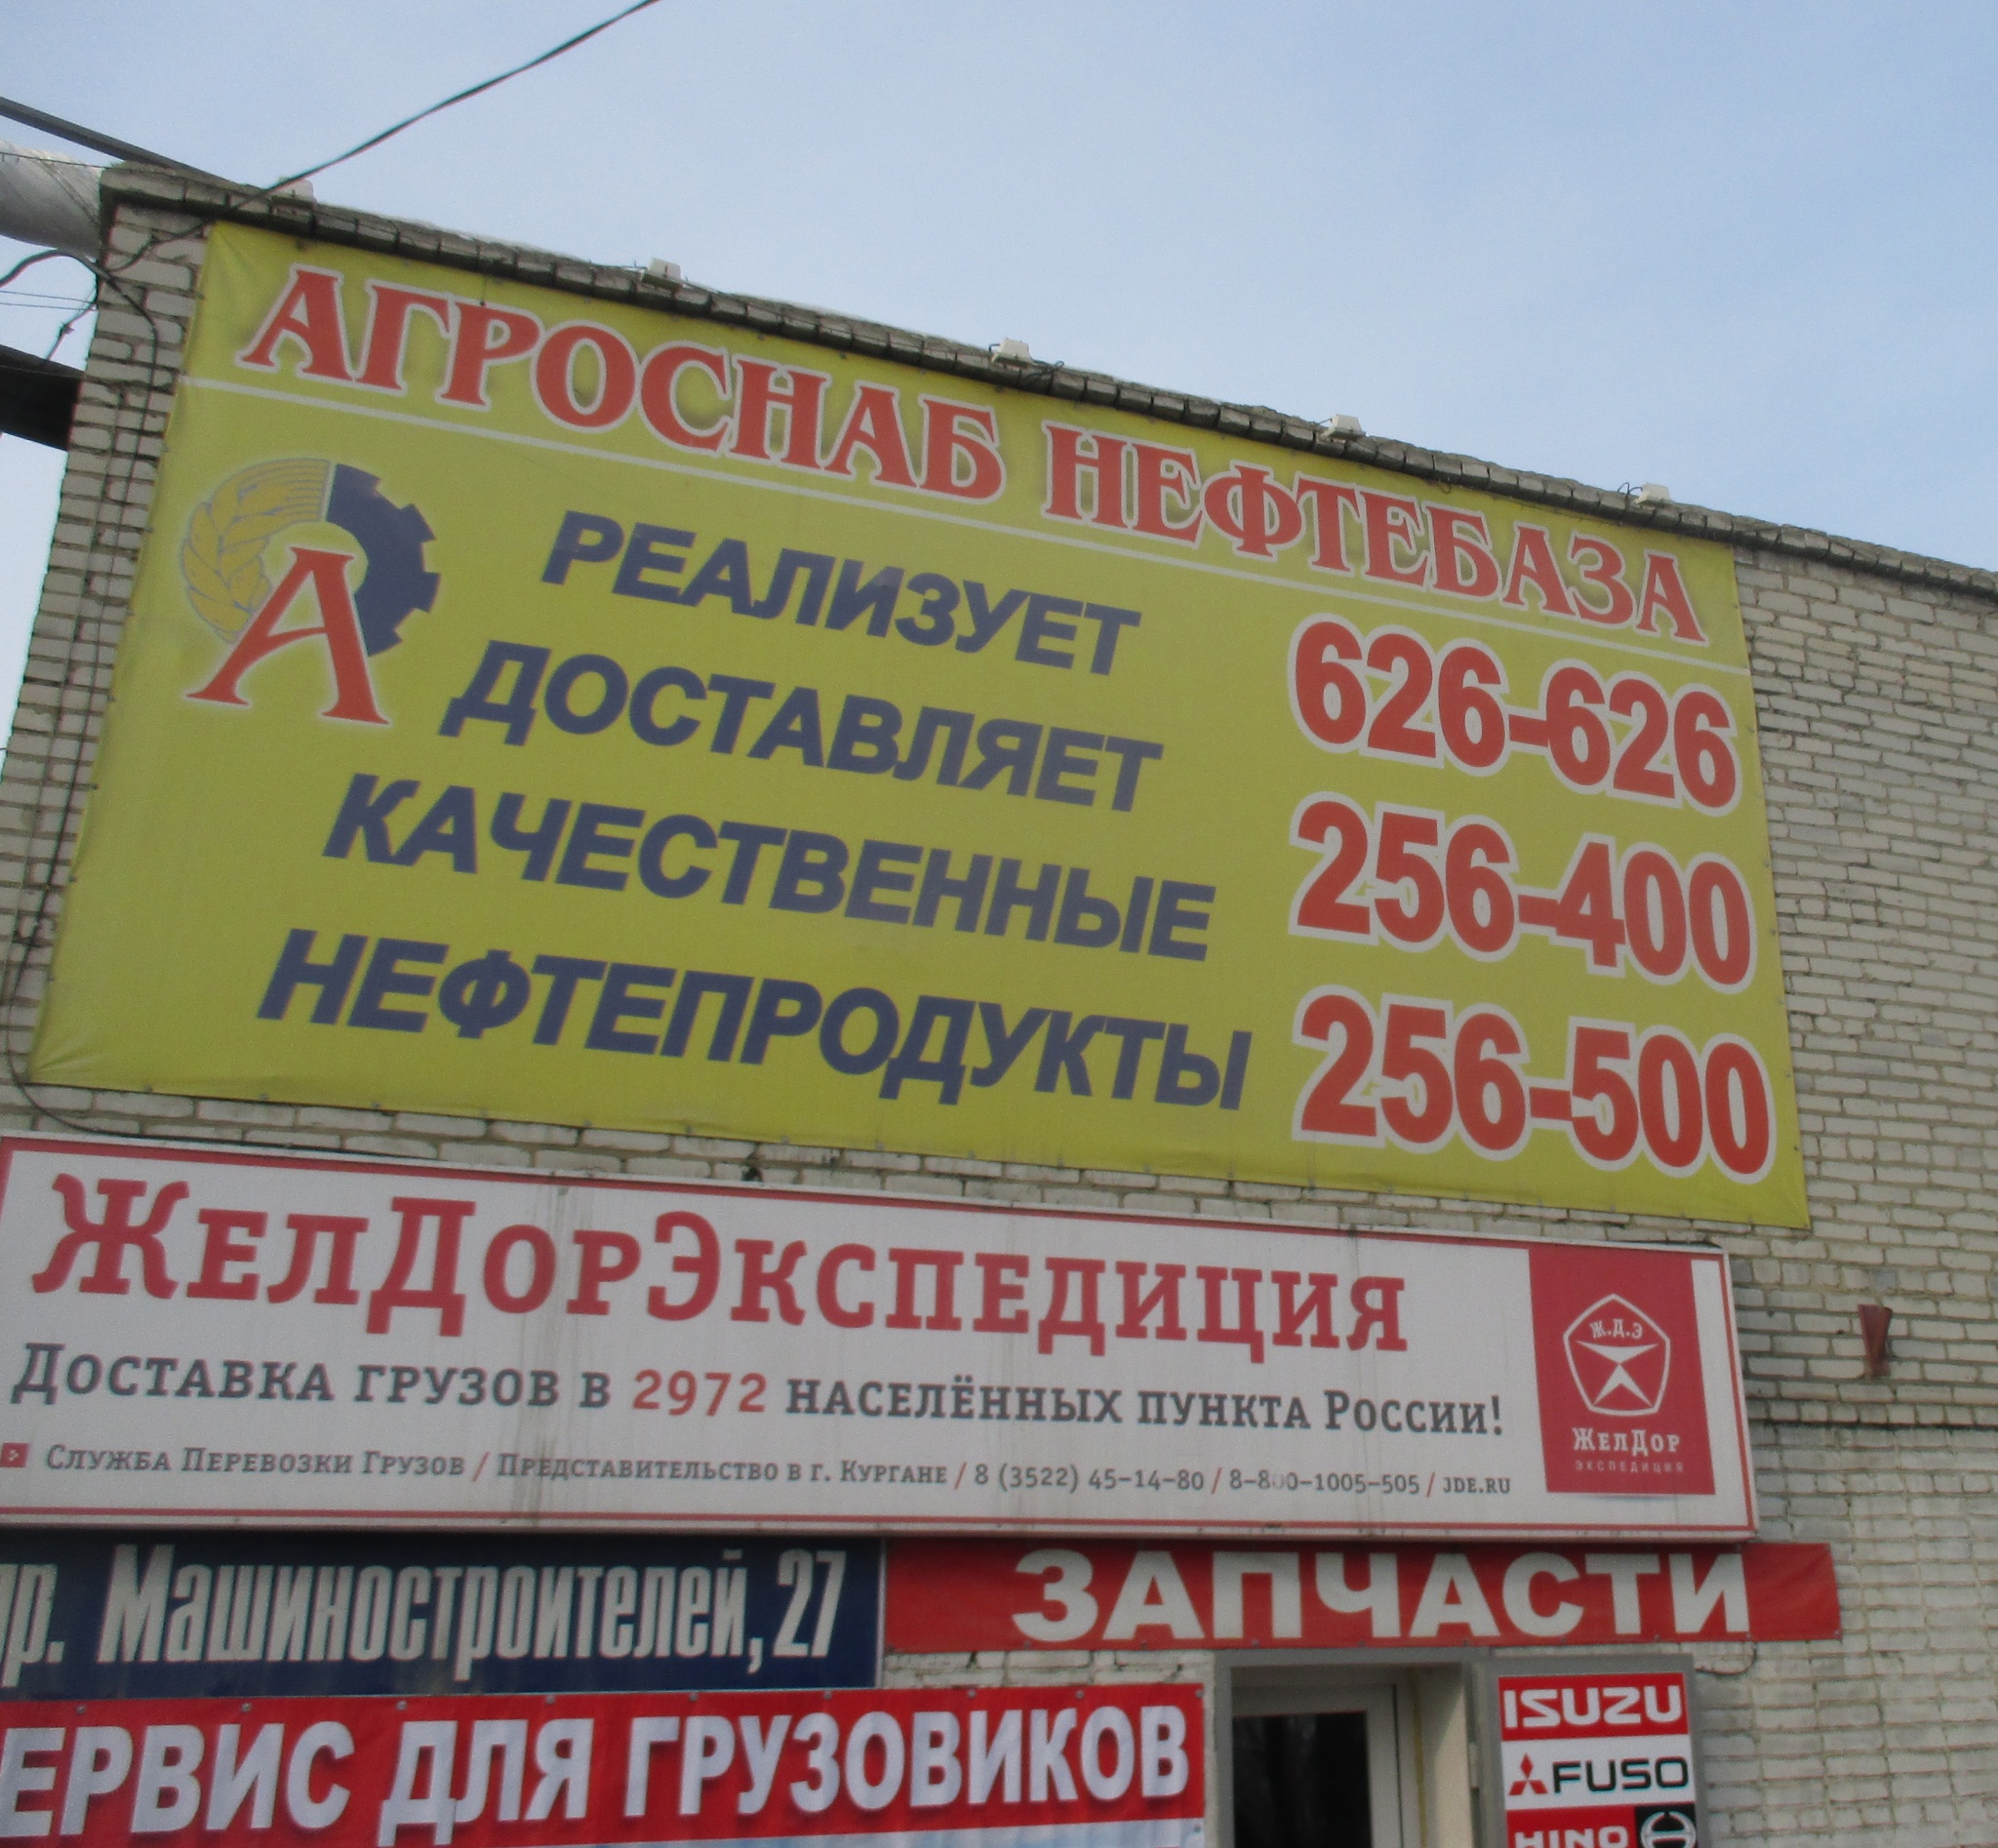 АГРОСНАБ НЕФТЕБАЗА
А
РЕАЛИЗУЕТ
ДОСТАВЛЯЕТ
КАЧЕСТВЕННЫЕ
НЕФТЕПРОДУКТЫ
626-626
256-400
256-500
ЖелДорЭкспедиция
Доставка грузов в 2972 населённых пункта России!
Служба Перевозки Грузов / Представительство в г. Кургане / 8 (3522) 45-14-80 / 8-800-1005-505 / JDE.RU
Ж.Д.Э
ЖелДор
экспедиция
пр. Машиностроителей, 27
ЗАПЧАСТИ
ЕРВИС ДЛЯ ГРУЗОВИКОВ
ISUZU
FUSO
HINO